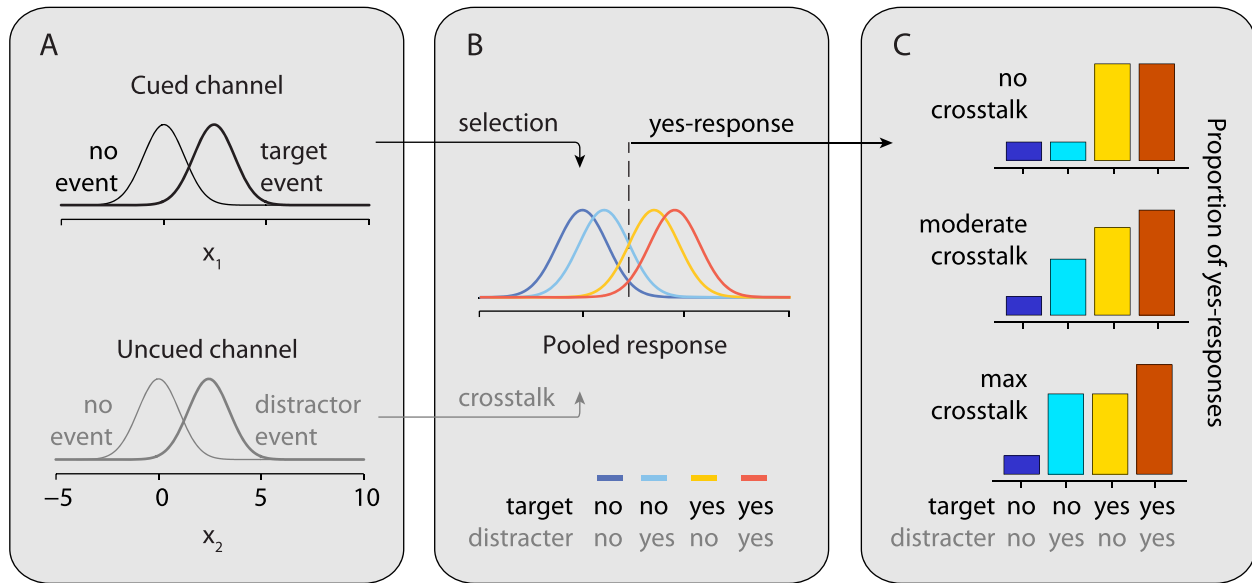 A
Cued channel
no
event
target
event
x1
Uncued channel
no
event
distractor
event
−5 0 5 10
x2
B
selection
yes-response
Pooled response
crosstalk
target no no yes yes
distracter no yes no yes
C
no
crosstalk
moderate
crosstalk
max
crosstalk
Proportion of yes-responses
target no no yes yes
distracter no yes no yes